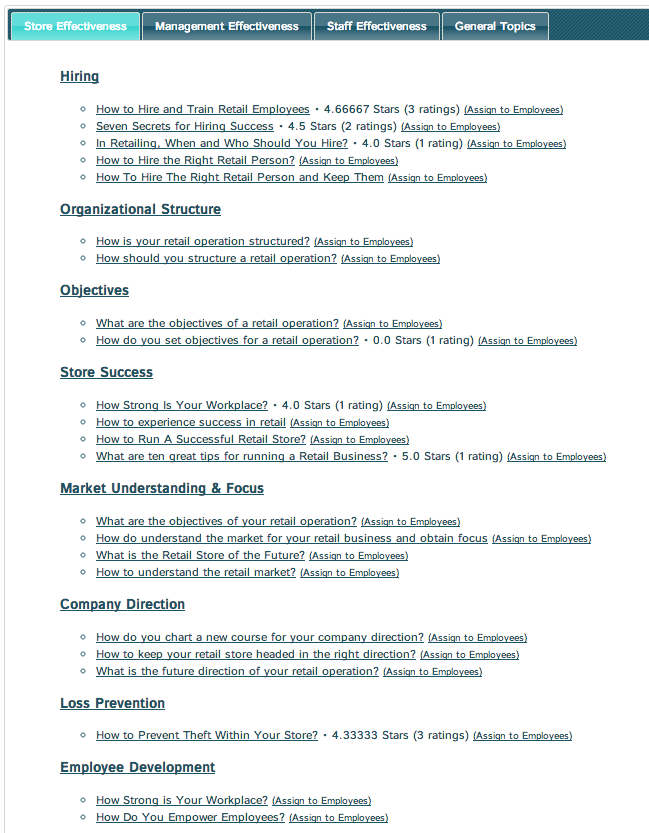 Store Effectiveness Management Effectiveness Staff Effectiveness General Topics
Hiring
How to Hire and Train Retail Employees • 4.66667 Stars (3 ratings) (Assign to Employees)
Seven Secrets for Hiring Success • 4.5 Stars (2 ratings) (Assign to Employees)
In Retailing, When and Who Should You Hire? • 4.0 Stars (1 rating) (Assign to Employees)
How to Hire the Right Retail Person? (Assign to Employees)
How To Hire The Right Retail Person and Keep Them (Assign to Employees)
Organizational Structure
How is your retail operation structured? (Assign to Employees)
How should you structure a retail operation? (Assign to Employees)
Objectives
What are the objectives of a retail operation? (Assign to Employees)
How do you set objectives for a retail operation? • 0.0 Stars (1 rating) (Assign to Employees)
Store Success
How Strong Is Your Workplace? • 4.0 Stars (1 rating) (Assign to Employees)
How to experience success in retail (Assign to Employees)
How to Run A Successful Retail Store? (Assign to Employees)
What are ten great tips for running a Retail Business? • 5.0 Stars (1 rating) (Assign to Employees)
Market Understanding & Focus
What are the objectives of your retail operation? (Assign to Employees)
How do understand the market for your retail business and obtain focus (Assign to Employees)
What is the Retail Store of the Future? (Assign to Employees)
How to understand the retail market? (Assign to Employees)
Company Direction
How do you chart a new course for your company direction? (Assign to Employees)
How to keep your retail store headed in the right direction? (Assign to Employees)
What is the future direction of your retail operation? (Assign to Employees)
Loss Prevention
How to Prevent Theft Within Your Store? • 4.33333 Stars (3 ratings) (Assign to Employees)
Employee Development
How Strong is Your Workplace? (Assign to Employees)
How Do You Empower Employees? (Assign to Employees)